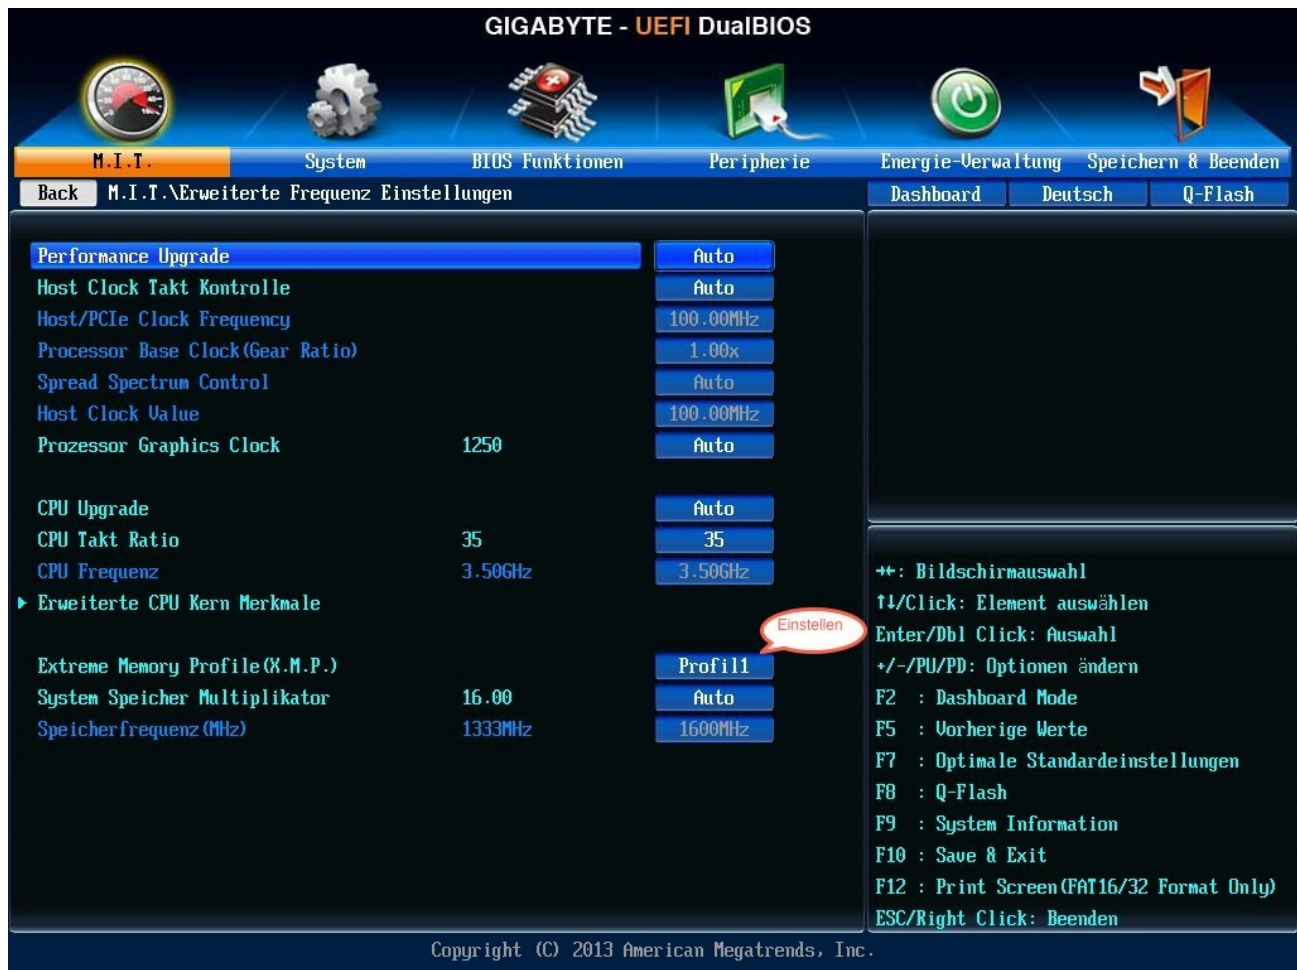 GIGABYTE - UEFI DualBIOS
M.I.T. System BIOS Funktionen Peripherie Energie-Verwaltung Speichern & Beenden
Back M.I.T.\Erweiterte Frequenz Einstellungen Dashboard Deutsch Q-Flash
Performance Upgrade Auto
Host Clock Takt Kontrolle Auto
Host/PCIe Clock Frequency 100.00MHz
Processor Base Clock(Gear Ratio) 1.00x
Spread Spectrum Control Auto
Host Clock Value 100.00MHz
Prozessor Graphics Clock 1250 Auto
CPU Upgrade Auto
CPU Takt Ratio 35 35
CPU Frequenz 3.50GHz 3.50GHz
Erweiterte CPU Kern Merkmale
Einstellen
Extreme Memory Profile(X.M.P.) Profil1
System Speicher Multiplikator 16.00 Auto
Speicherfrequenz(MHz) 1333MHz 1600MHz
→←: Bildschirmauswahl
↑↓/Click: Element auswählen
Enter/Dbl Click: Auswahl
+/-/PU/PD: Optionen ändern
F2 : Dashboard Mode
F5 : Vorherige Werte
F7 : Optimale Standardeinstellungen
F8 : Q-Flash
F9 : System Information
F10 : Save & Exit
F12 : Print Screen(FAT16/32 Format Only)
ESC/Right Click: Beenden
Copyright (C) 2013 American Megatrends, Inc.